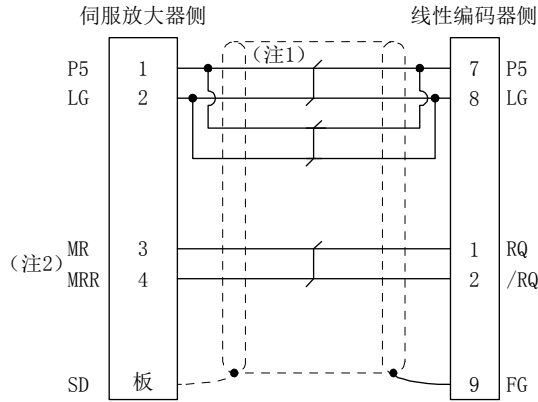 伺服放大器侧 线性编码器侧
(注1)
P5 1 7 P5
LG 2 8 LG
MR 3 1 RQ
(注2)
MRR 4 2 /RQ
SD 板 9 FG